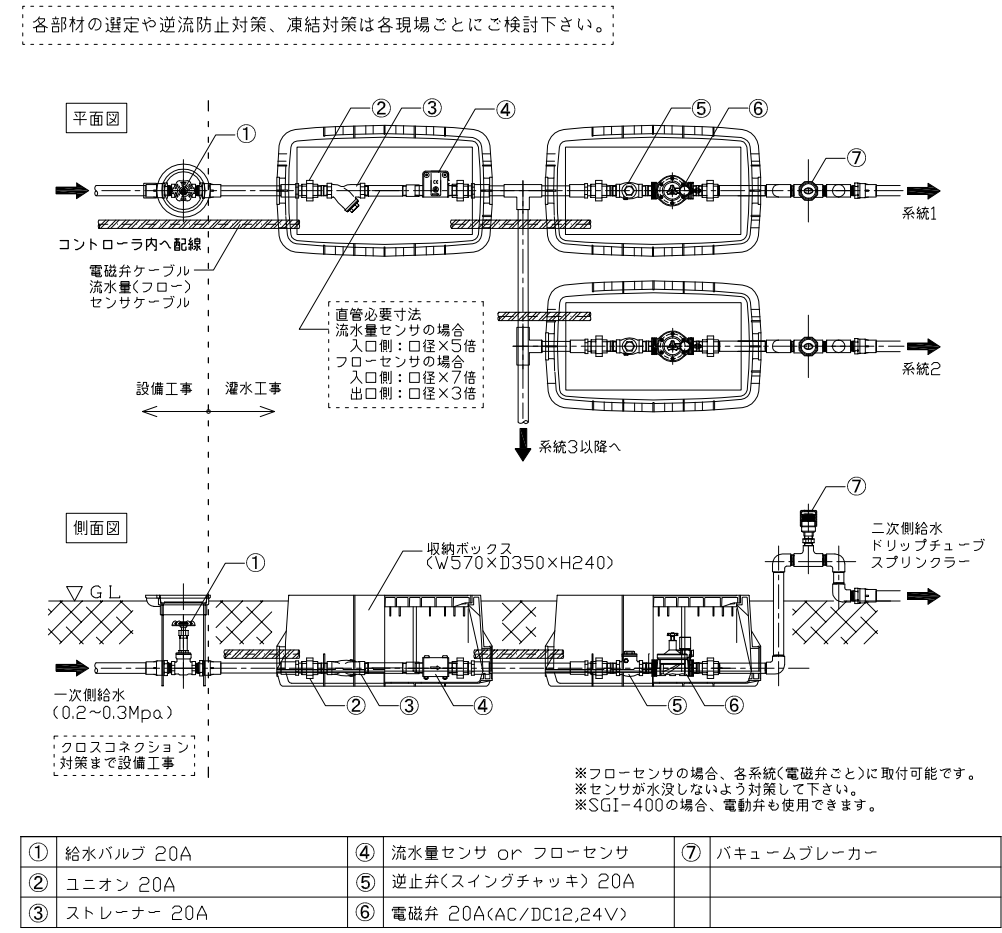 各部材の選定や逆流防止対策、凍結対策は各現場ごとにご検討下さい。
平面図
①
②
③
④
⑤
⑥
⑦
系統1
コントローラ内へ配線
電磁弁ケーブル
流水量(フロー)
センサケーブル
直管必要寸法
流水量センサの場合
入口側：口径×5倍
フローセンサの場合
入口側：口径×7倍
出口側：口径×3倍
系統2
設備工事
灌水工事
系統3以降へ
側面図
⑦
二次側給水
ドリップチューブ
スプリンクラー
収納ボックス
(W570×D350×H240)
①
▽GL
②
③
④
⑤
⑥
一次側給水
(0.2~0.3Mpa)
クロスコネクション
対策まで設備工事
※フローセンサの場合、各系統(電磁弁ごと)に取付可能です。
※センサが水没しないよう対策して下さい。
※SGI-400の場合、電動弁も使用できます。
① 給水バルブ 20A ④ 流水量センサ or フローセンサ ⑦ バキュームブレーカー
② ユニオン 20A ⑤ 逆止弁(スイングチャッキ) 20A
③ ストレーナー 20A ⑥ 電磁弁 20A(AC/DC12,24V)